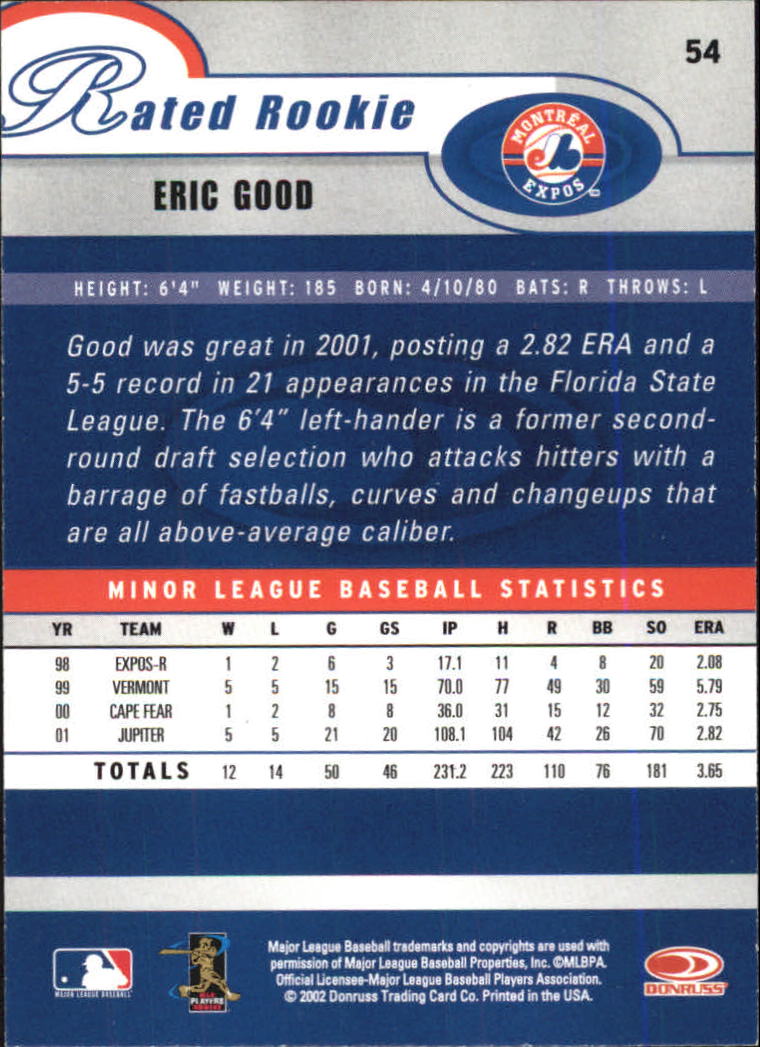 54
Rated Rookie
MONTRÉAL
EXPOS
ERIC GOOD
HEIGHT: 6'4" WEIGHT: 185 BORN: 4/10/80 BATS: R THROWS: L
Good was great in 2001, posting a 2.82 ERA and a
5-5 record in 21 appearances in the Florida State
League. The 6'4" left-hander is a former second-
round draft selection who attacks hitters with a
barrage of fastballs, curves and changeups that
are all above-average caliber.
MINOR LEAGUE BASEBALL STATISTICS
YR TEAM W L G GS IP H R BB SO ERA
98 EXPOS-R 1 2 6 3 17.1 11 4 8 20 2.08
99 VERMONT 5 5 15 15 70.0 77 49 30 59 5.79
00 CAPE FEAR 1 2 8 8 36.0 31 15 12 32 2.75
01 JUPITER 5 5 21 20 108.1 104 42 26 70 2.82
TOTALS 12 14 50 46 231.2 223 110 76 181 3.65
Major League Baseball trademarks and copyrights are used with
permission of Major League Baseball Properties, Inc. ©MLBPA
Official Licensee-Major League Baseball Players Association.
© 2002 Donruss Trading Card Co. Printed in the USA.
MAJOR LEAGUE BASEBALL
PLAYERS
DONRUSS